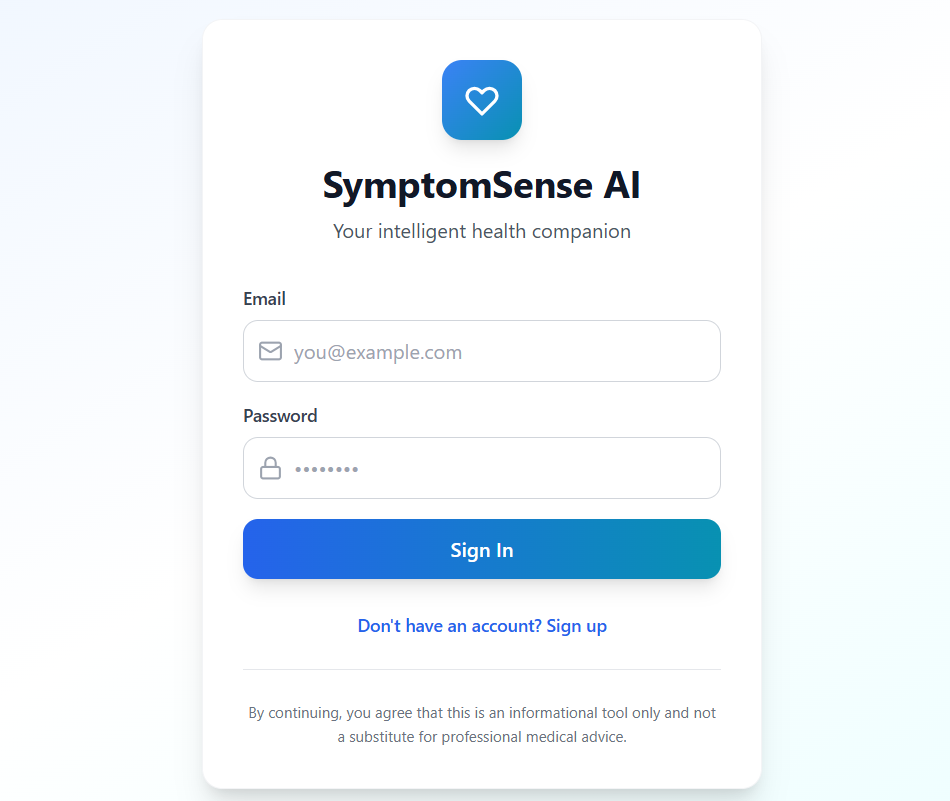 SymptomSense AI
Your intelligent health companion
Email
you@example.com
Password
••••••••
Sign In
Don't have an account? Sign up
By continuing, you agree that this is an informational tool only and not
a substitute for professional medical advice.